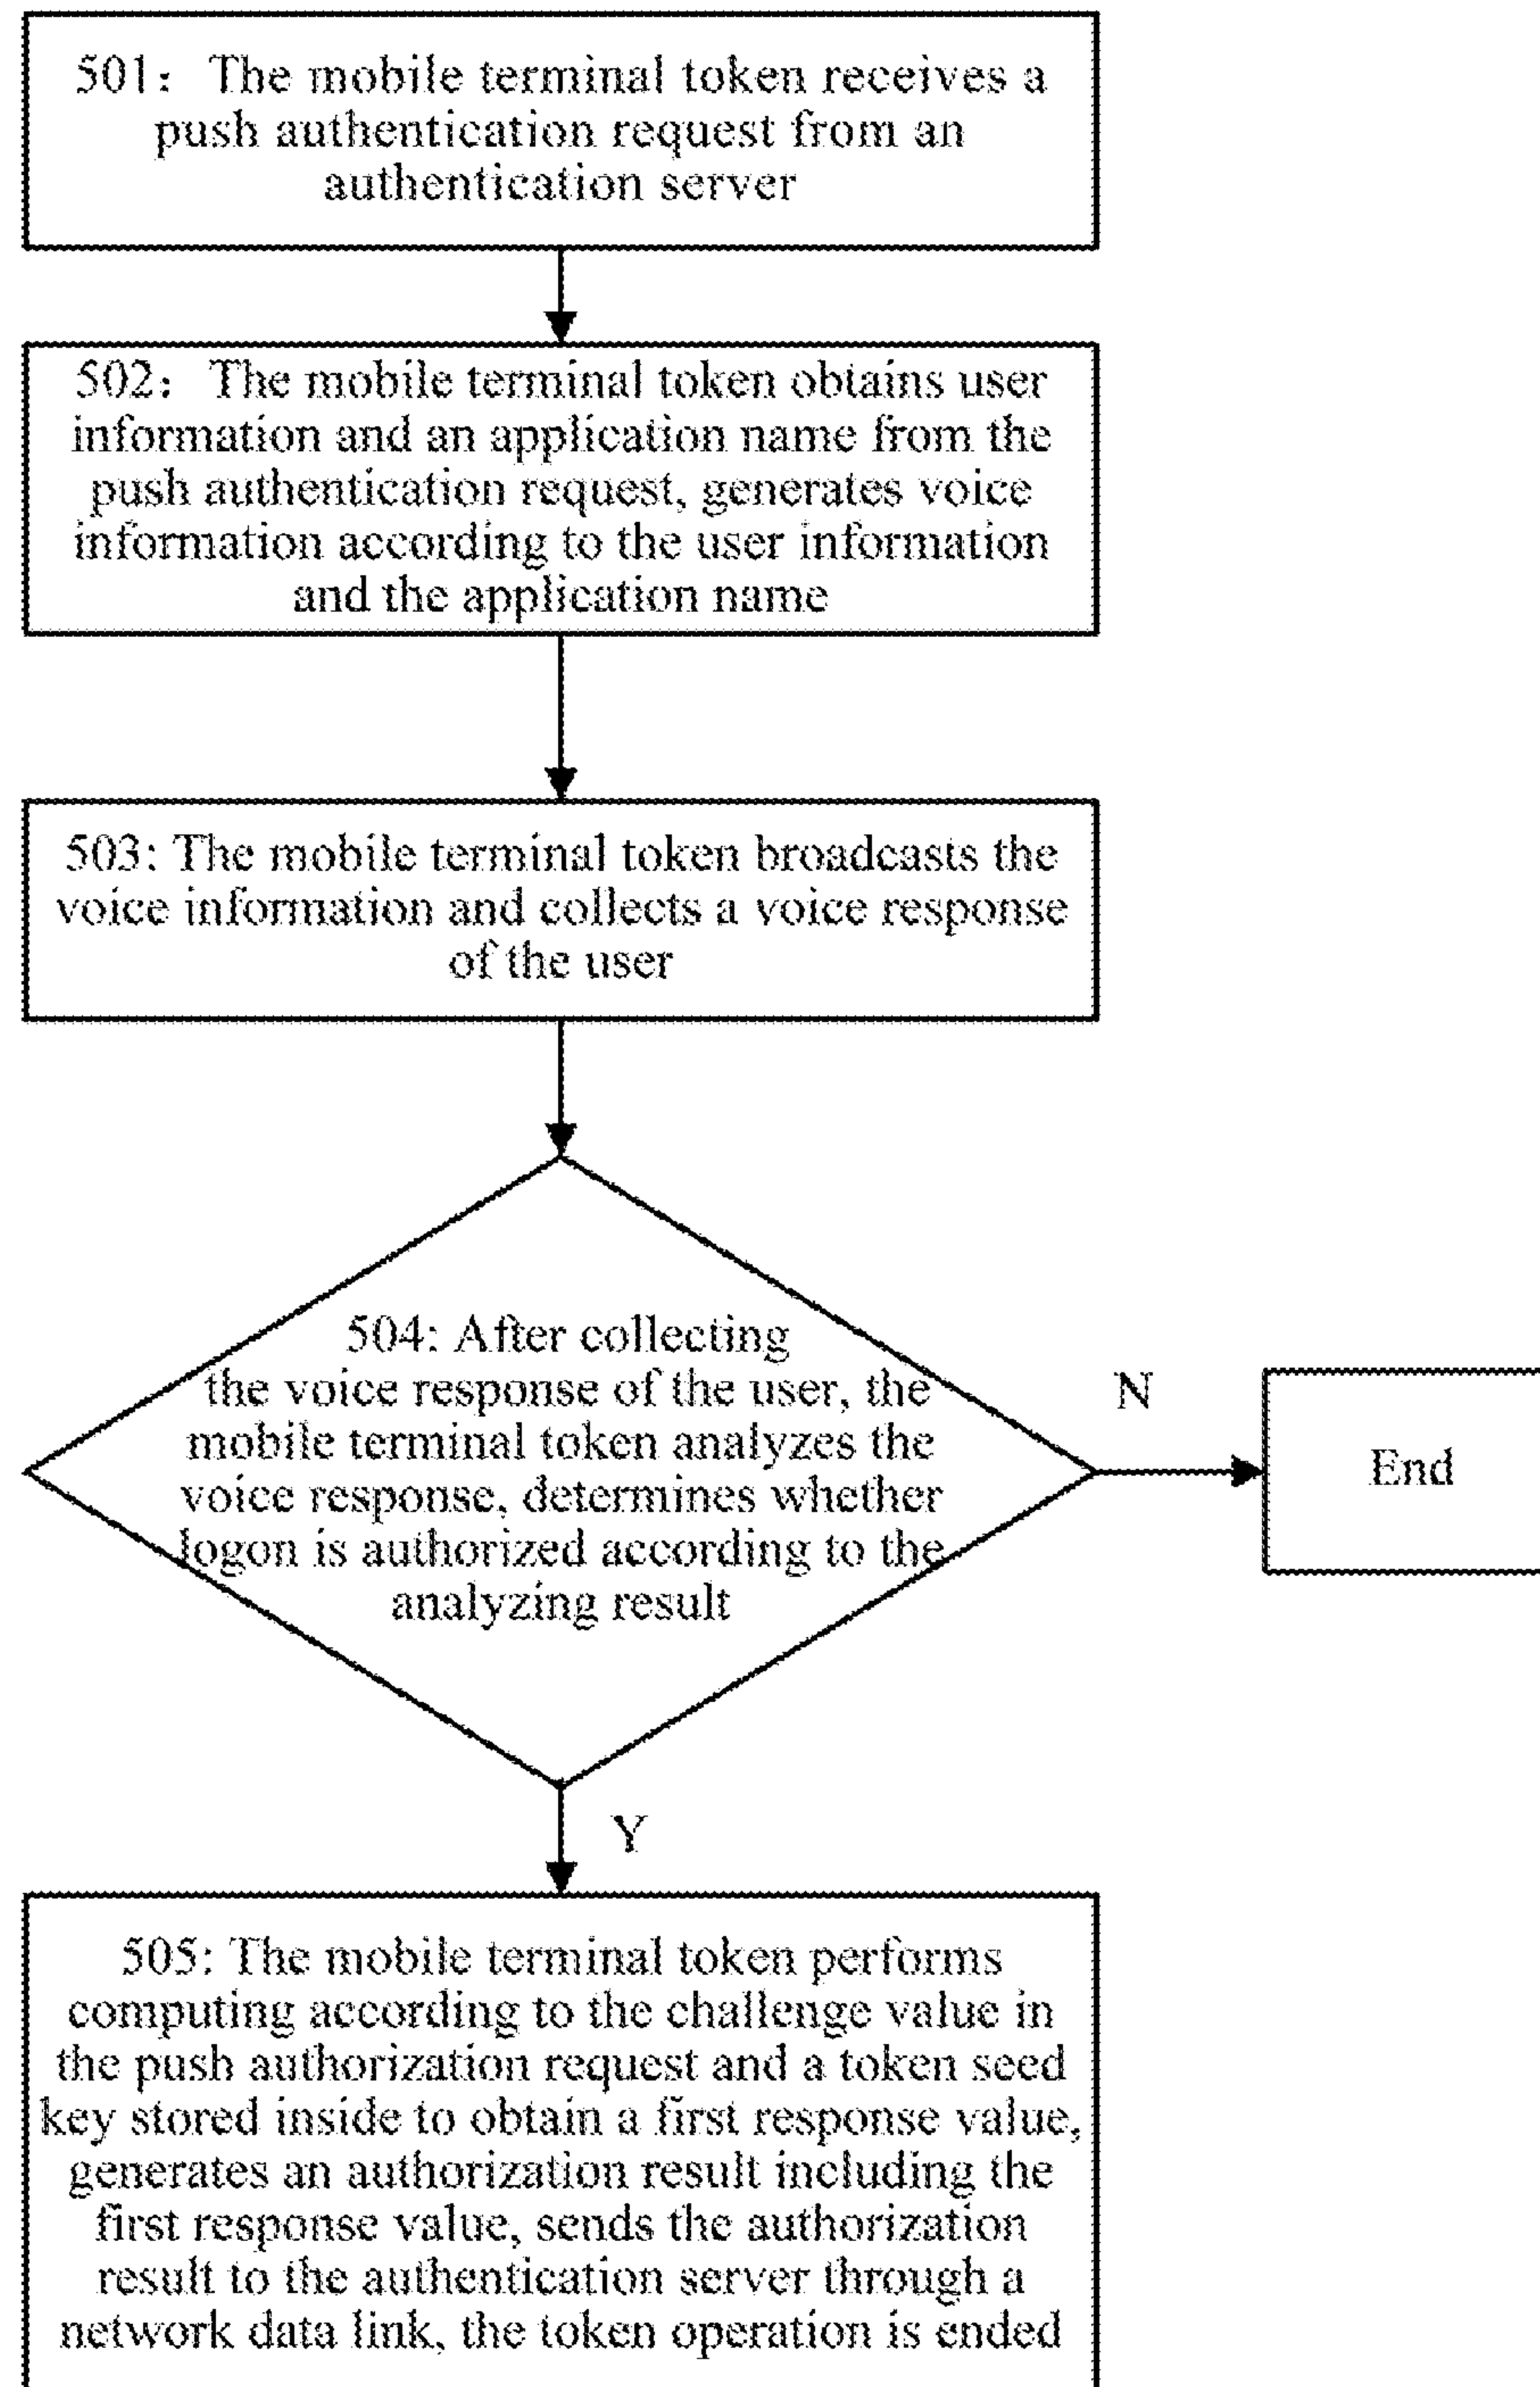 501： The mobile terminal token receives a
push authentication request from an
authentication server
502： The mobile terminal token obtains user
information and an application name from the
push authentication request, generates voice
information according to the user information
and the application name
503: The mobile terminal token broadcasts the
voice information and collects a voice response
of the user
504: After collecting
the voice response of the user, the
mobile terminal token analyzes the
voice response, determines whether
logon is authorized according to the
analyzing result
N
End
Y
505: The mobile terminal token performs
computing according to the challenge value in
the push authorization request and a token seed
key stored inside to obtain a first response value,
generates an authorization result including the
first response value, sends the authorization
result to the authentication server through a
network data link, the token operation is ended